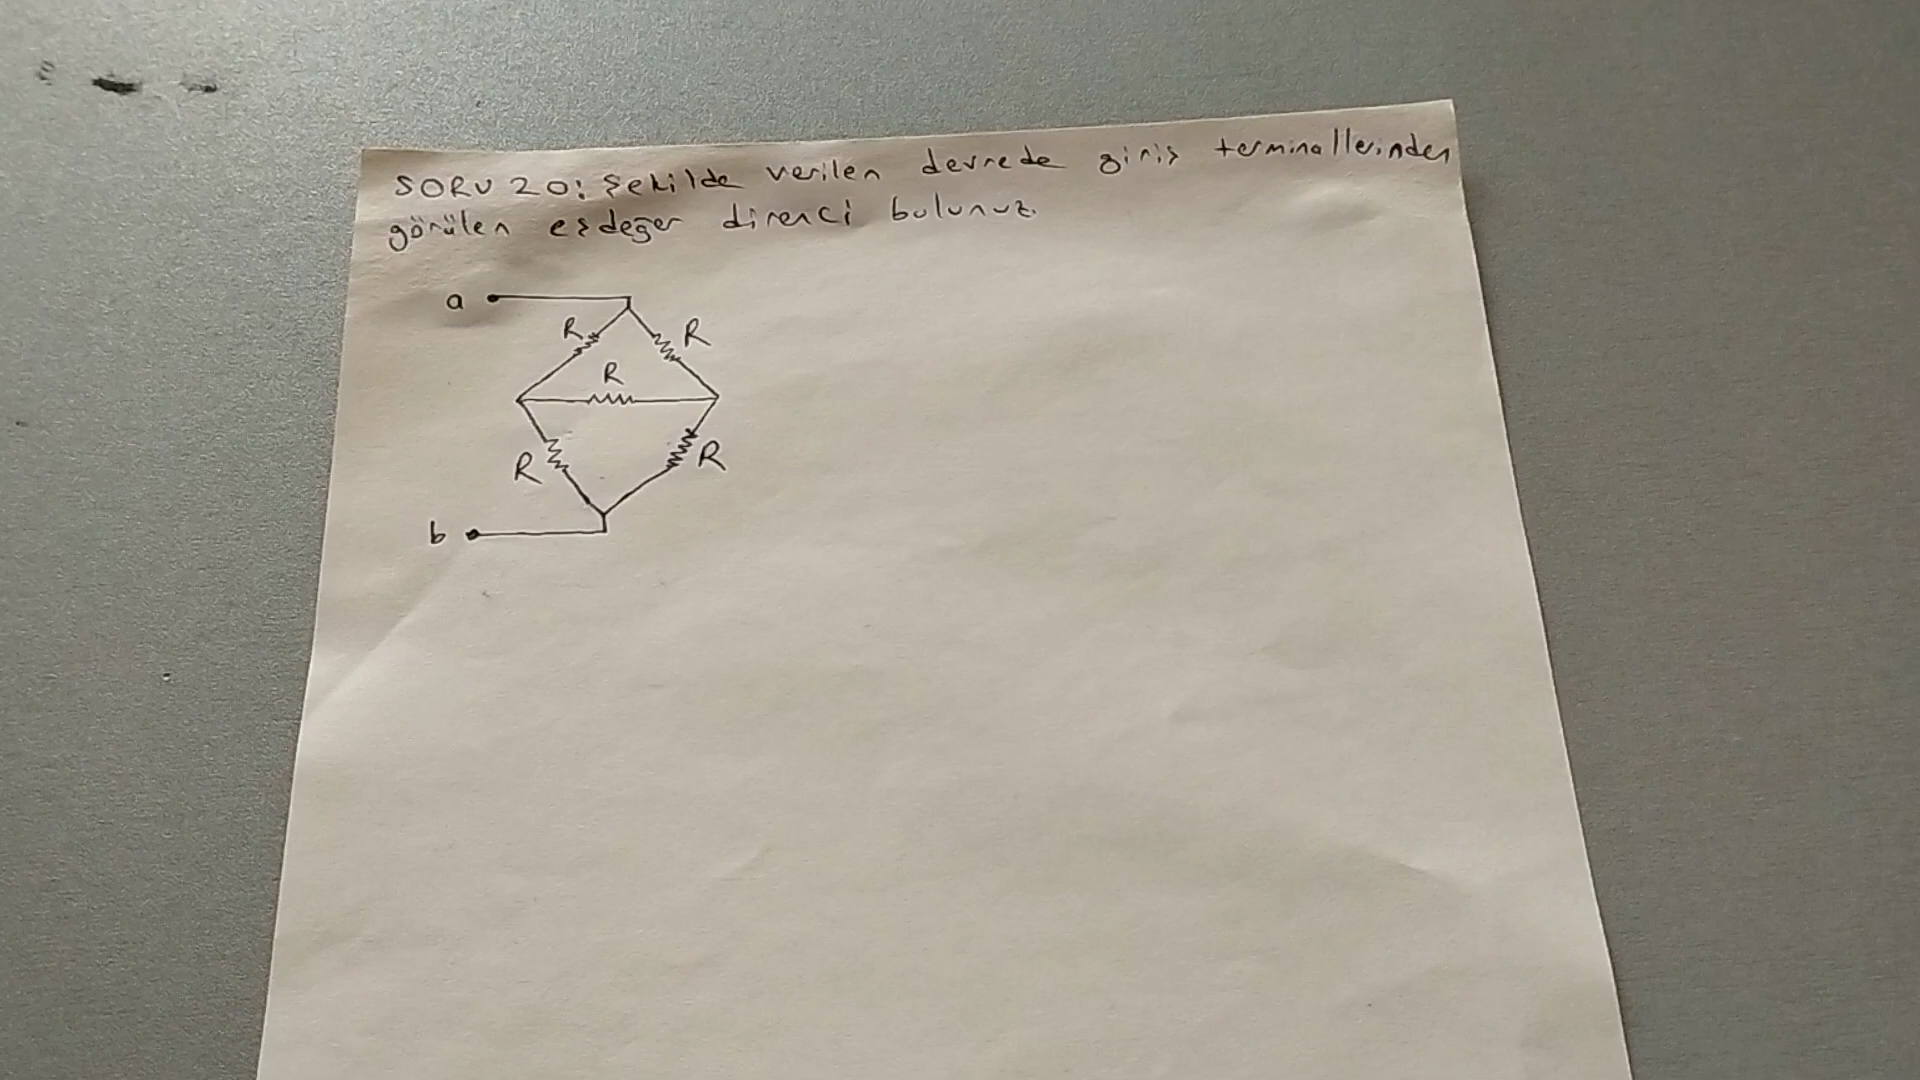 SORU 20: Şekilde verilen devrede giriş terminallerinden
görülen eşdeğer direnci bulunuz.
a
R
R
R
R
R
b